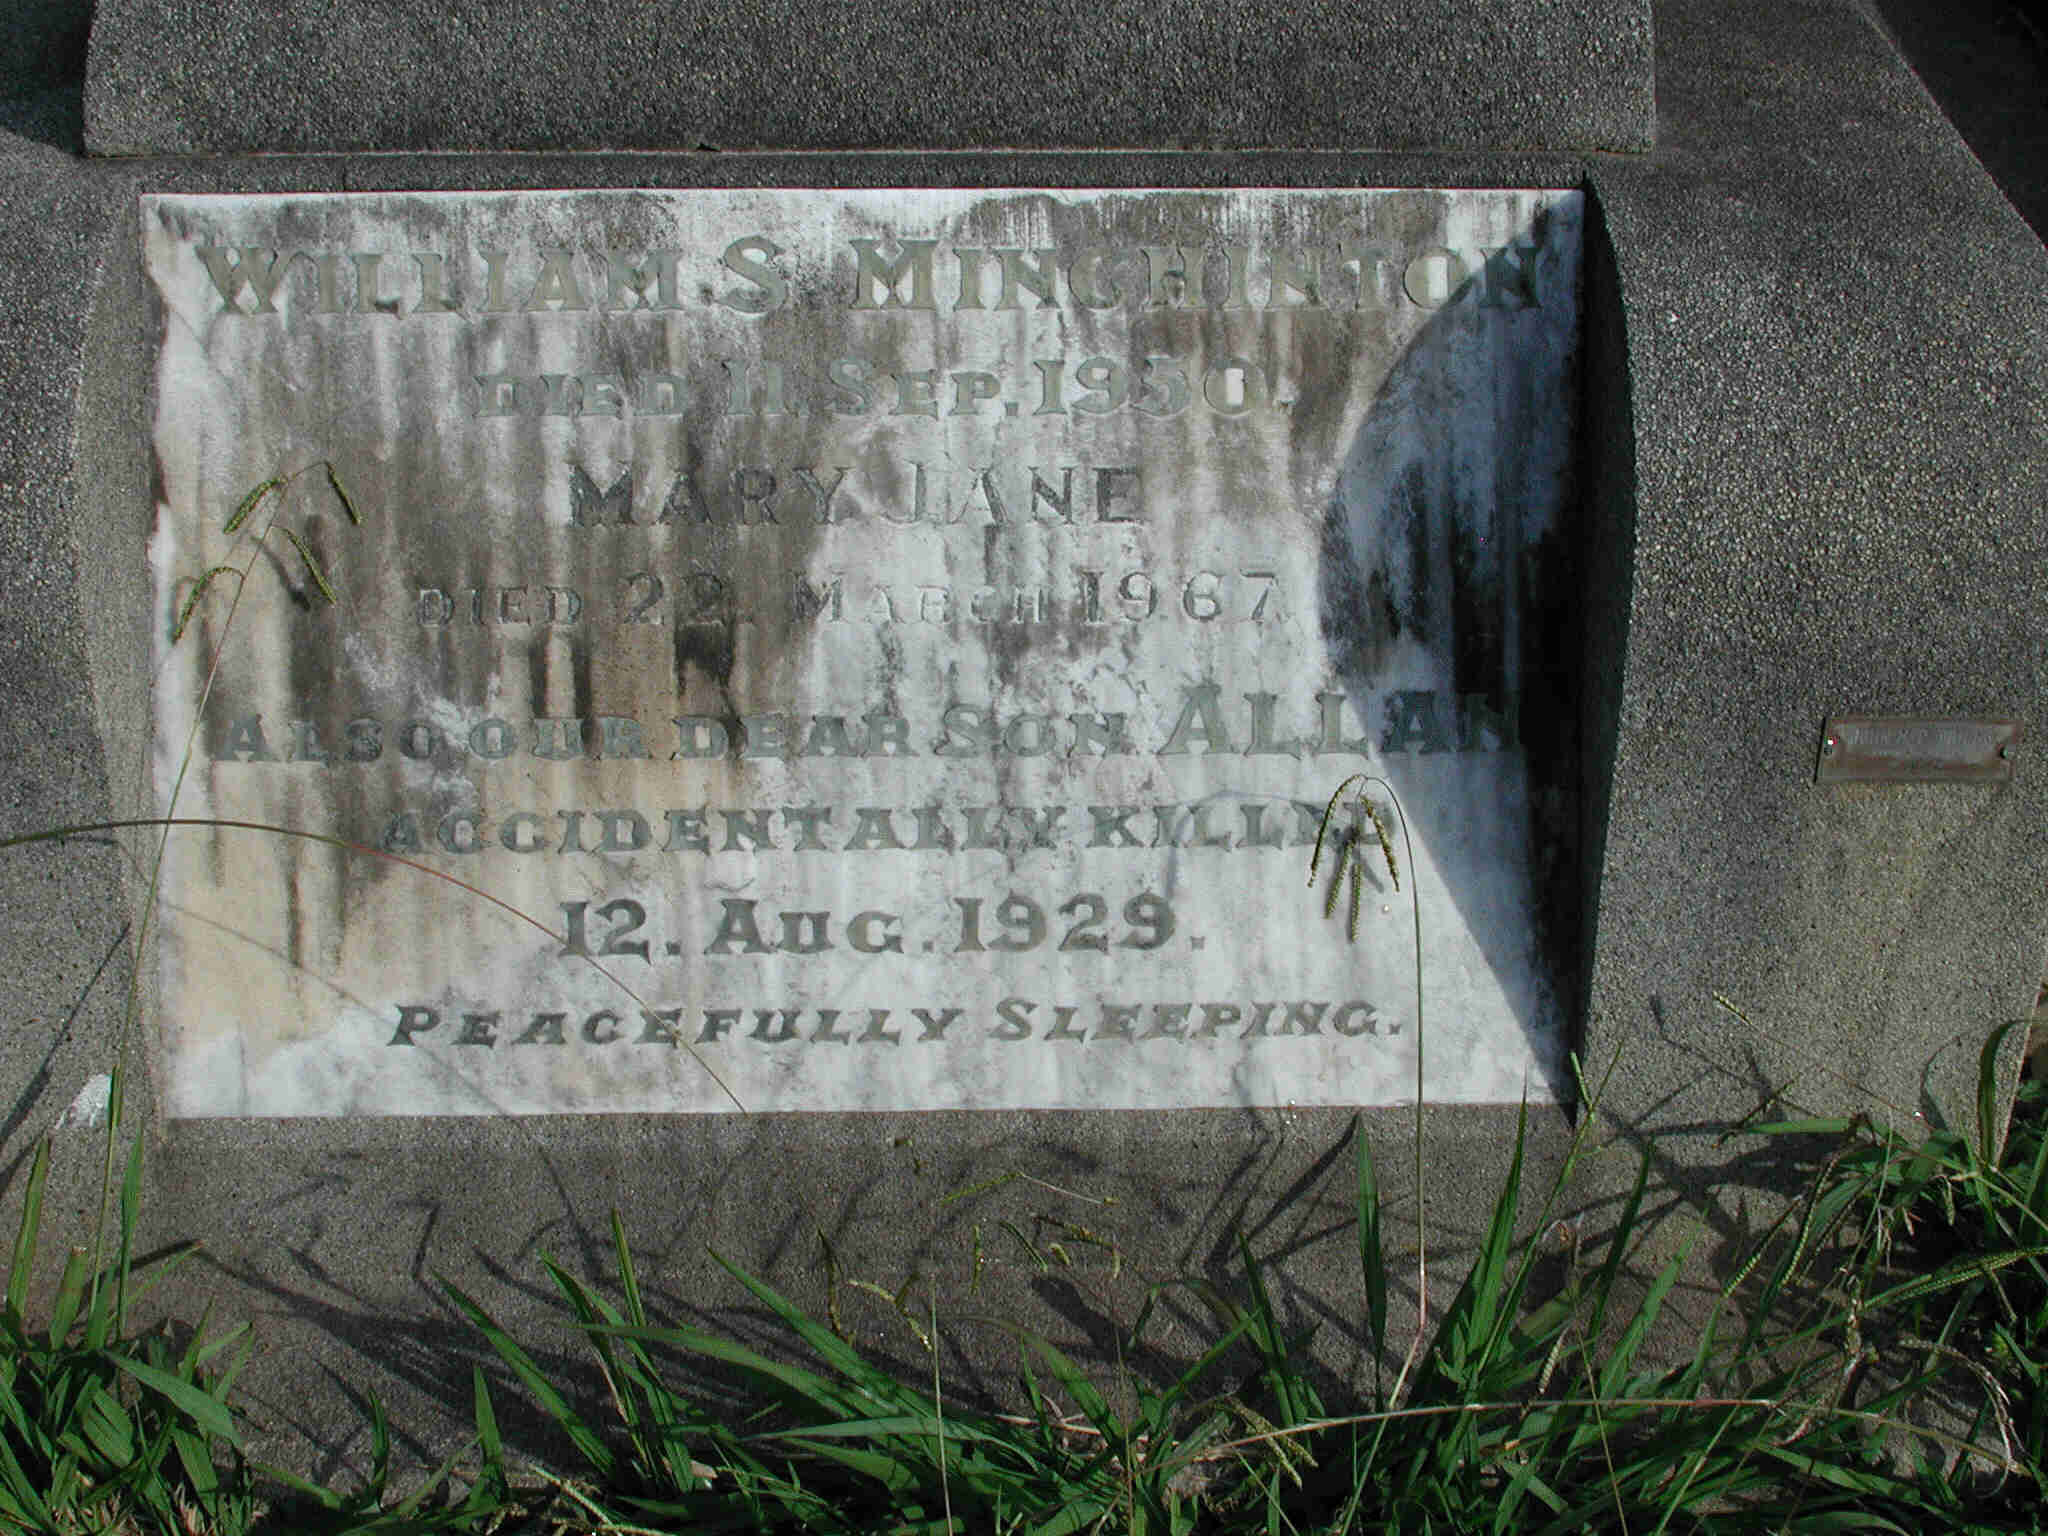 WILLIAM S MINCHINTON
DIED 11. SEP. 1950.
MARY JANE
DIED 22. MARCH 1967.
ALSO OUR DEAR SON ALLAN
ACCIDENTALLY KILLED
12. AUG. 1929.
PEACEFULLY SLEEPING.